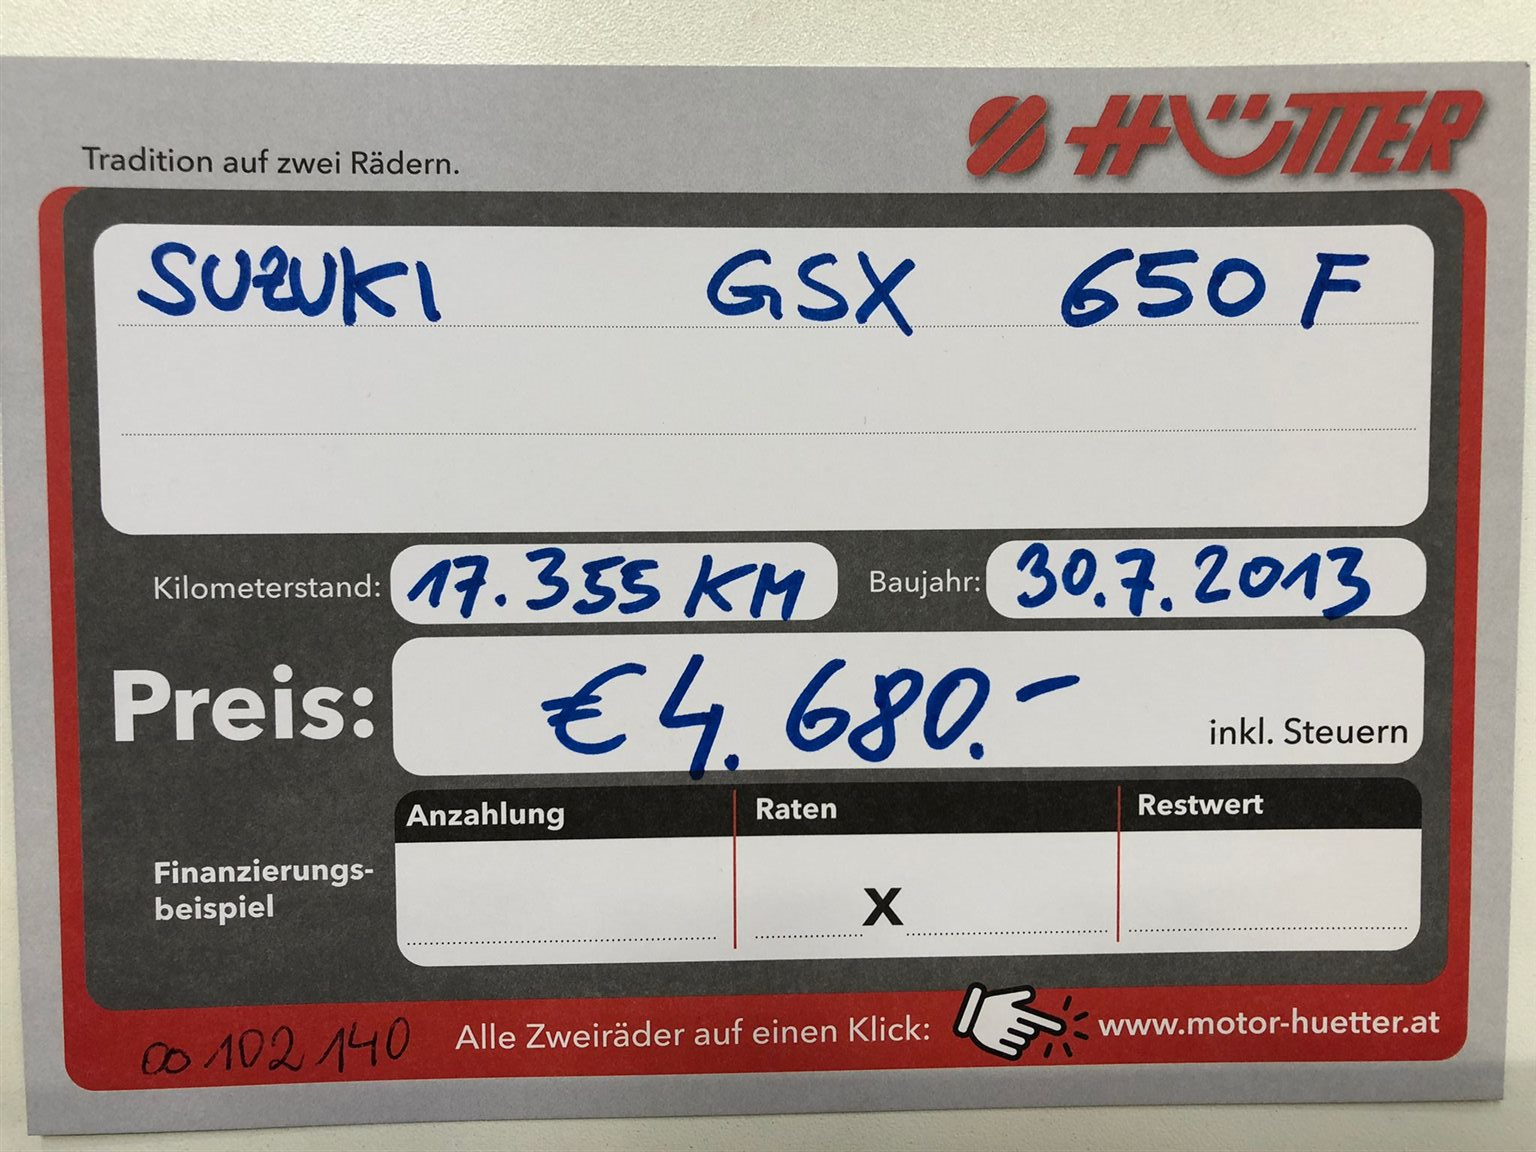 HÜTTER
Tradition auf zwei Rädern.
SUZUKI GSX 650 F
Kilometerstand: 17.355 KM Baujahr: 30.7.2013
Preis: € 4.680.- inkl. Steuern
Anzahlung Raten Restwert
Finanzierungs-
beispiel
X
00102140 Alle Zweiräder auf einen Klick: www.motor-huetter.at